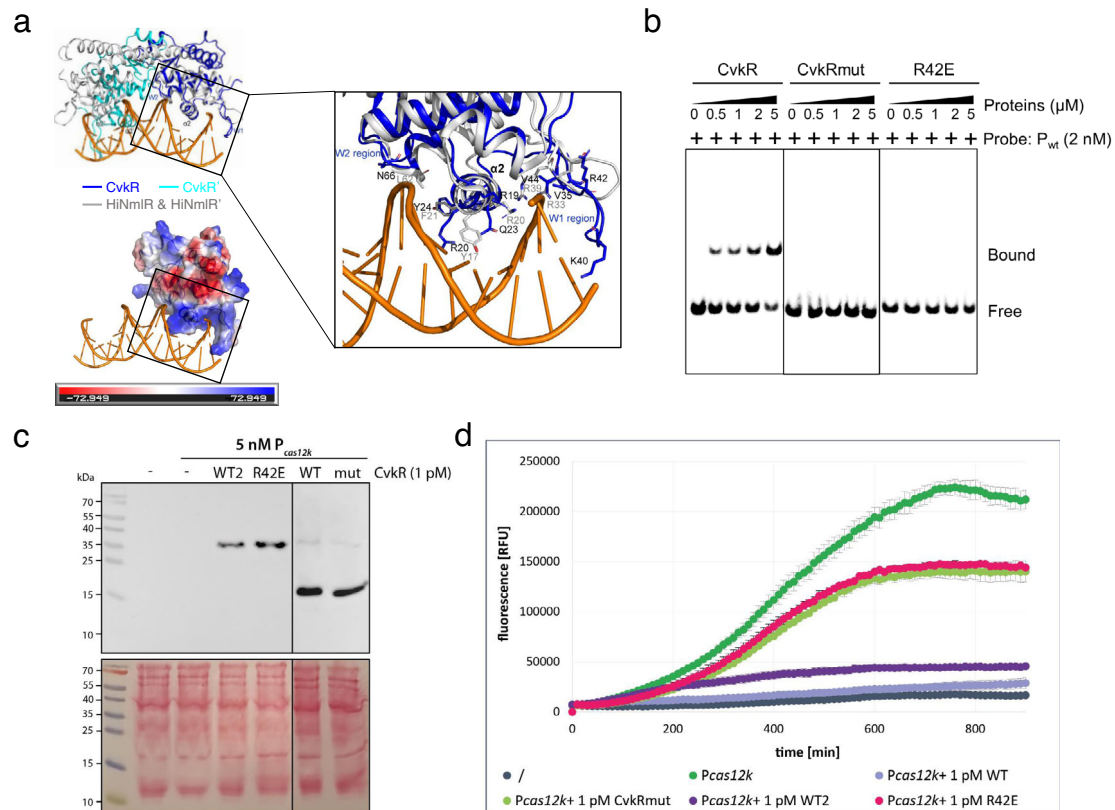 a
W2
α2
W1
CvkR CvkR'
HiNmlR & HiNmlR'
-72.949 72.949
W2 region
N66
L62
α2
V44
R42
R19
R39
V35
Y24
F21
R20
R33
Q23
W1 region
R20
Y17
K40
b
CvkR CvkRmut R42E
Proteins (µM)
0 0.5 1 2 5 0 0.5 1 2 5 0 0.5 1 2 5
+ + + + + + + + + + + + + + + Probe: Pwt (2 nM)
Bound
Free
c
5 nM Pcas12k
kDa - - WT2 R42E WT mut CvkR (1 pM)
70
55
40
35
25
15
10
70
55
40
35
25
15
10
d
fluorescence [RFU]
250000
200000
150000
100000
50000
0
0 200 400 600 800
time [min]
/ Pcas12k Pcas12k+ 1 pM WT
Pcas12k+ 1 pM CvkRmut Pcas12k+ 1 pM WT2 Pcas12k+ 1 pM R42E